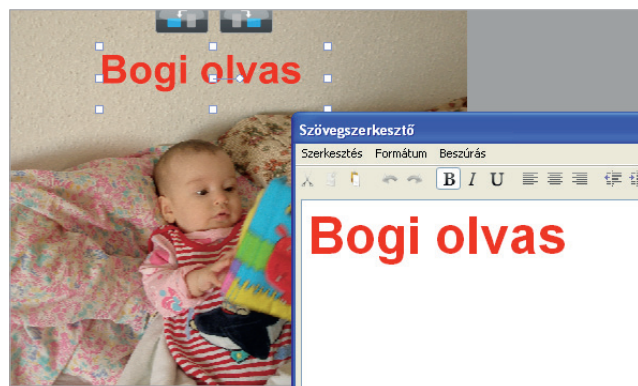 Bogi olvas
Szövegszerkesztő
Szerkesztés Formátum Beszúrás
B I U
Bogi olvas